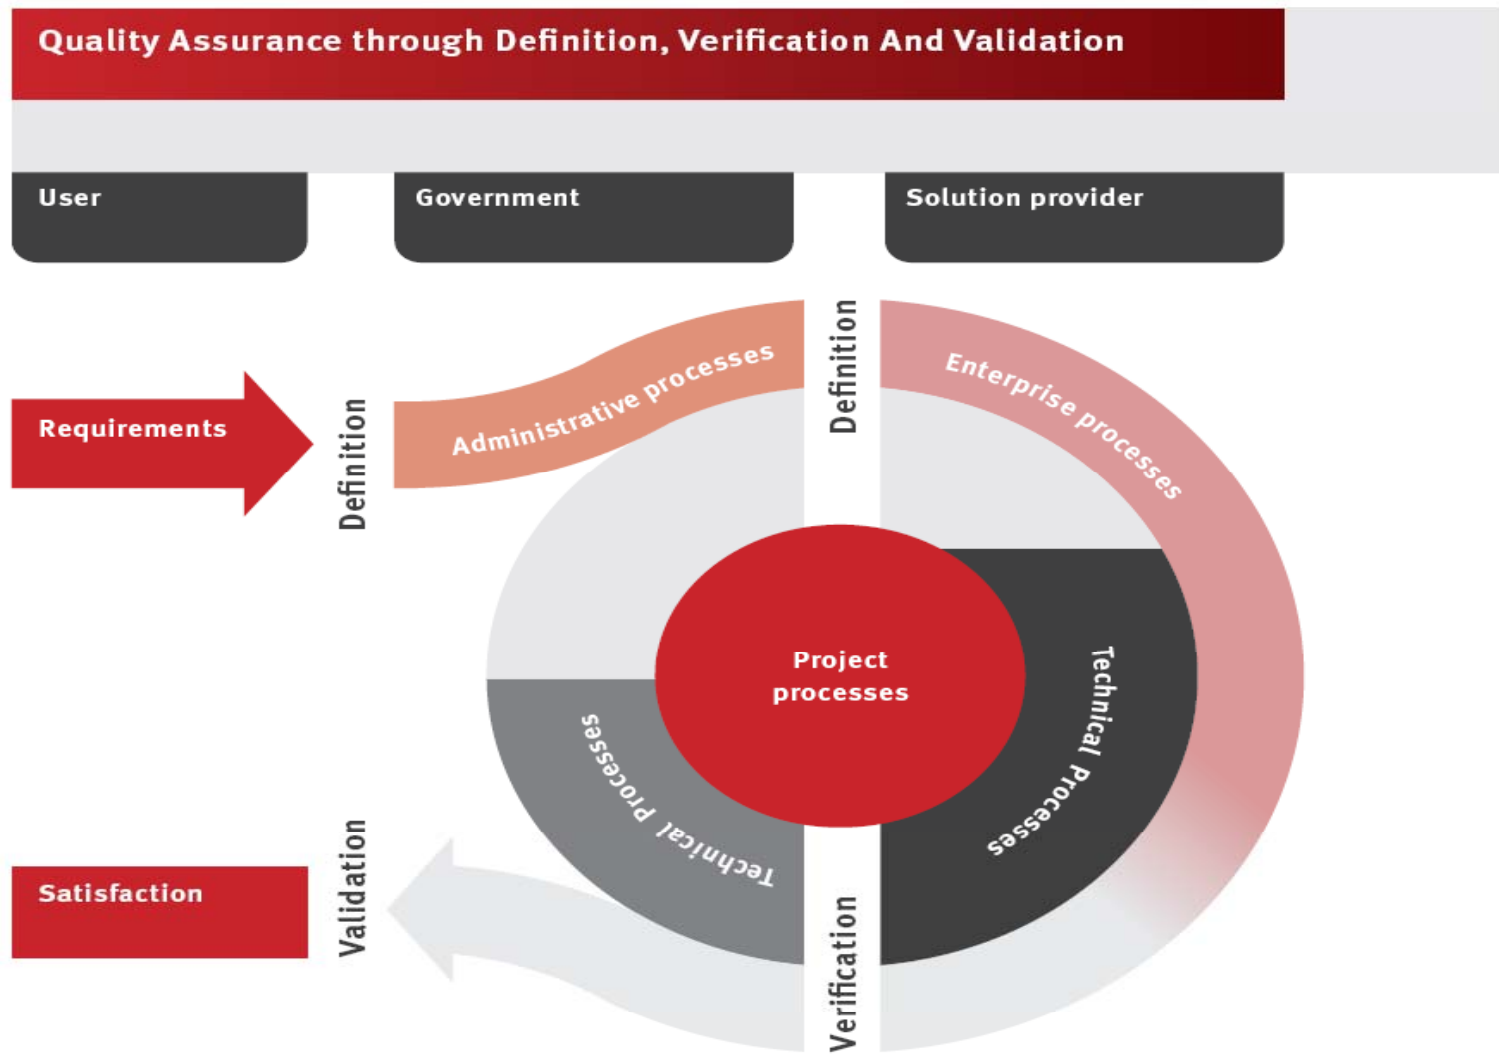 Quality Assurance through Definition, Verification And Validation
User
Government
Solution provider
Requirements
Definition
Administrative processes
Definition
Enterprise processes
Project
processes
Technical Processes
Technical Processes
Satisfaction
Validation
Verification